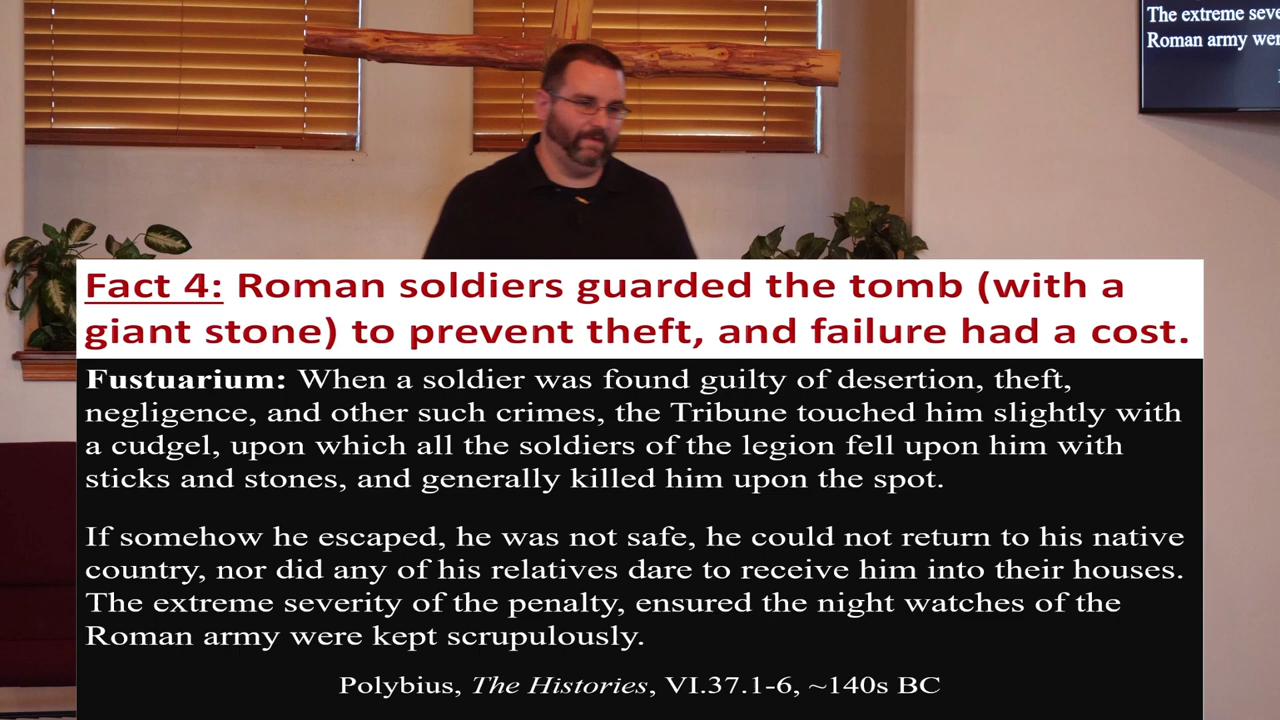 The extreme seve
Roman army wer
Fact 4: Roman soldiers guarded the tomb (with a
giant stone) to prevent theft, and failure had a cost.
Fustuarium: When a soldier was found guilty of desertion, theft,
negligence, and other such crimes, the Tribune touched him slightly with
a cudgel, upon which all the soldiers of the legion fell upon him with
sticks and stones, and generally killed him upon the spot.
If somehow he escaped, he was not safe, he could not return to his native
country, nor did any of his relatives dare to receive him into their houses.
The extreme severity of the penalty, ensured the night watches of the
Roman army were kept scrupulously.
Polybius, The Histories, VI.37.1-6, ~140s BC